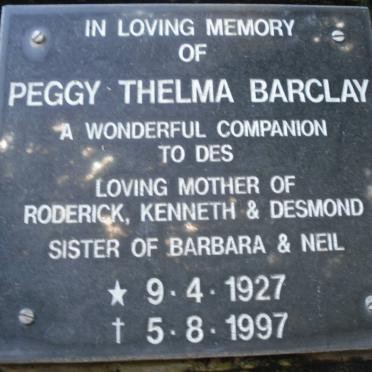 IN LOVING MEMORY
OF
PEGGY THELMA BARCLAY
A WONDERFUL COMPANION
TO DES
LOVING MOTHER OF
RODERICK, KENNETH & DESMOND
SISTER OF BARBARA & NEIL
★ 9·4·1927
† 5·8·1997